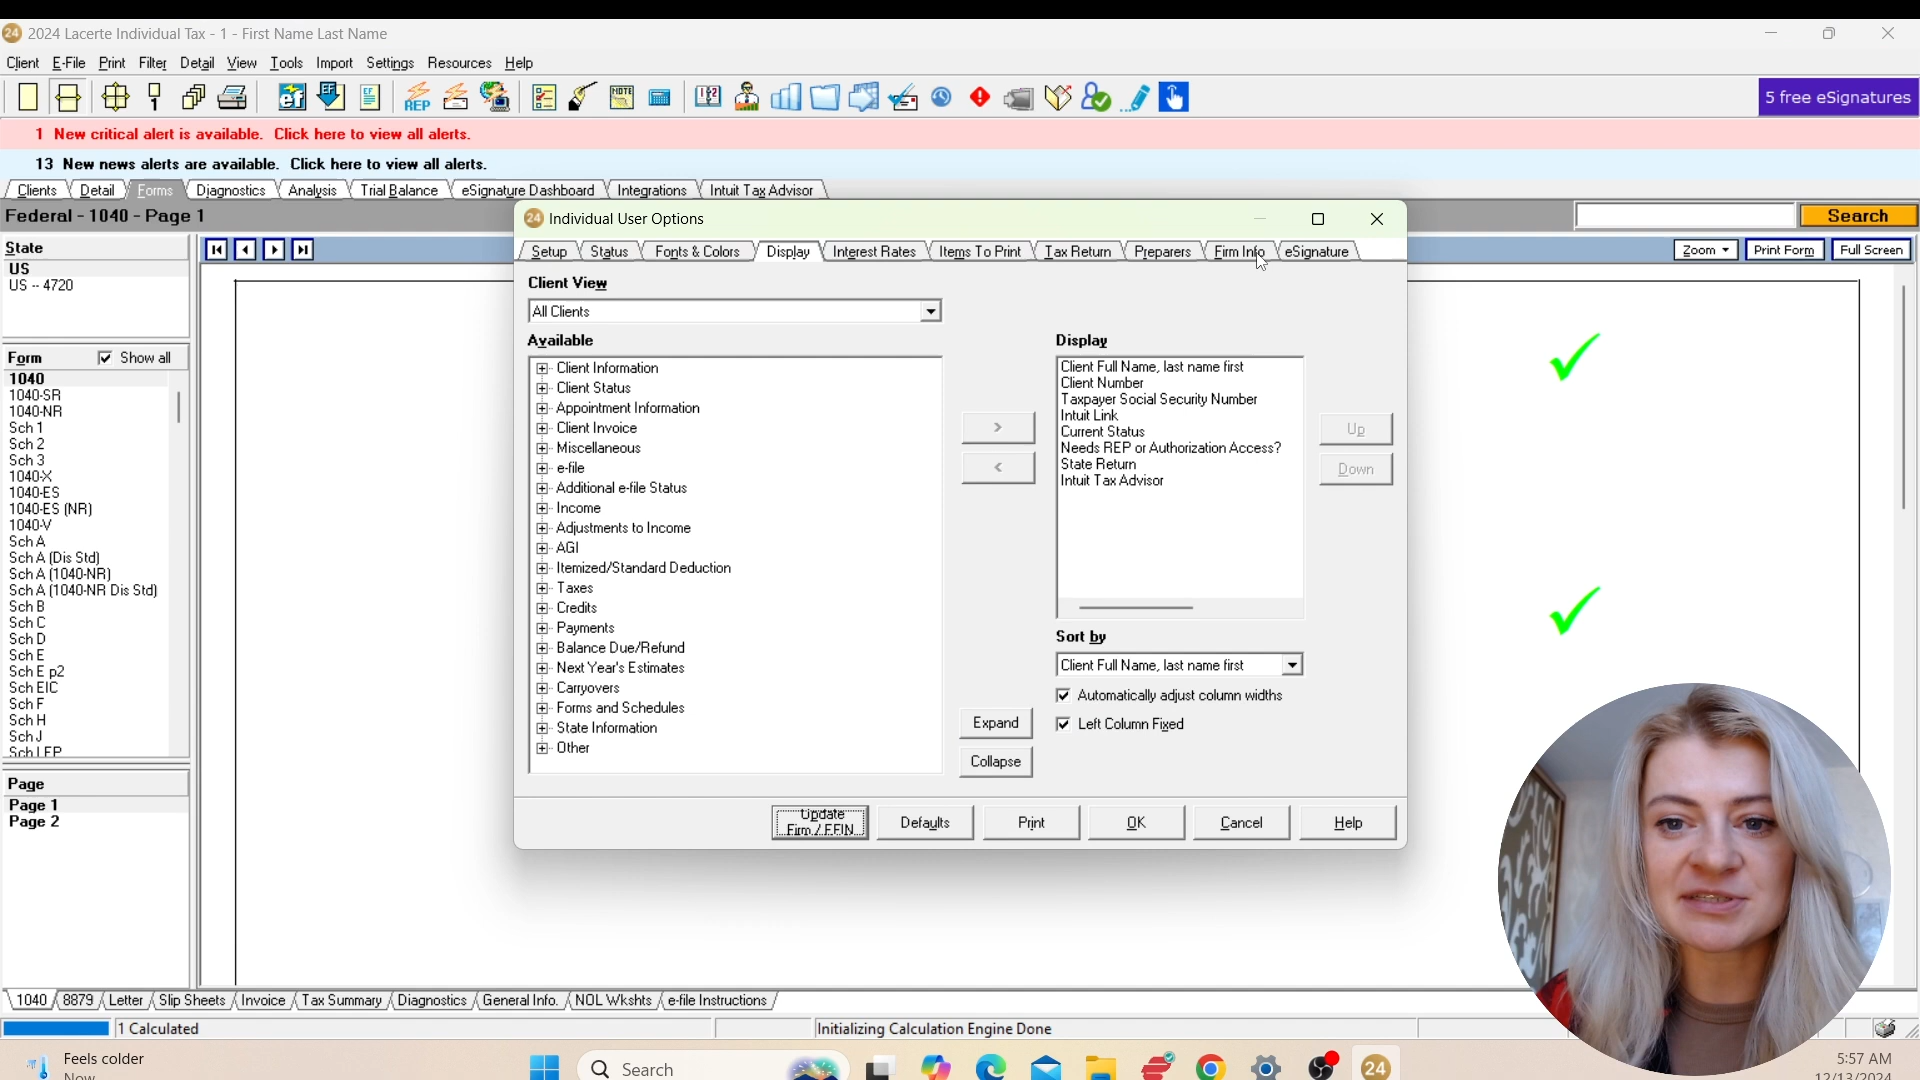 2024 Lacerte Individual Tax - 1 - First Name Last Name
Client E-File Print Filter Detail View Tools Import Settings Resources Help
5 free eSignatures
1 New critical alert is available. Click here to view all alerts.
13 New news alerts are available. Click here to view all alerts.
Clients Detail Forms Diagnostics Analysis Trial Balance eSignature Dashboard Integrations Intuit Tax Advisor
Federal - 1040 - Page 1
Search
Zoom Print Form Full Screen
State
US
US -- 4720
Form Show all
1040
1040-SR
1040-NR
Sch 1
Sch 2
Sch 3
1040-X
1040-ES
1040-ES (NR)
1040-V
Sch A
Sch A (Dis Std)
Sch A (1040-NR)
Sch A (1040-NR Dis Std)
Sch B
Sch C
Sch D
Sch E
Sch E p2
Sch EIC
Sch F
Sch H
Sch J
Sch LEP
Page
Page 1
Page 2
24 Individual User Options
Setup Status Fonts & Colors Display Interest Rates Items To Print Tax Return Preparers Firm Info eSignature
Client View
All Clients
Available
Client Information
Client Status
Appointment Information
Client Invoice
Miscellaneous
e-file
Additional e-file Status
Income
Adjustments to Income
AGI
Itemized/Standard Deduction
Taxes
Credits
Payments
Balance Due/Refund
Next Year's Estimates
Carryovers
Forms and Schedules
State Information
Other
>
<
Expand
Collapse
Display
Client Full Name, last name first
Client Number
Taxpayer Social Security Number
Intuit Link
Current Status
Needs REP or Authorization Access?
State Return
Intuit Tax Advisor
Up
Down
Sort by
Client Full Name, last name first
Automatically adjust column widths
Left Column Fixed
Update
Firm / EFIN
Defaults Print OK Cancel Help
1040 8879 Letter Slip Sheets Invoice Tax Summary Diagnostics General Info. NOL Wkshts e-file Instructions
1 Calculated Initializing Calculation Engine Done
Feels colder
Now
Search
24
5:57 AM
12/13/2024